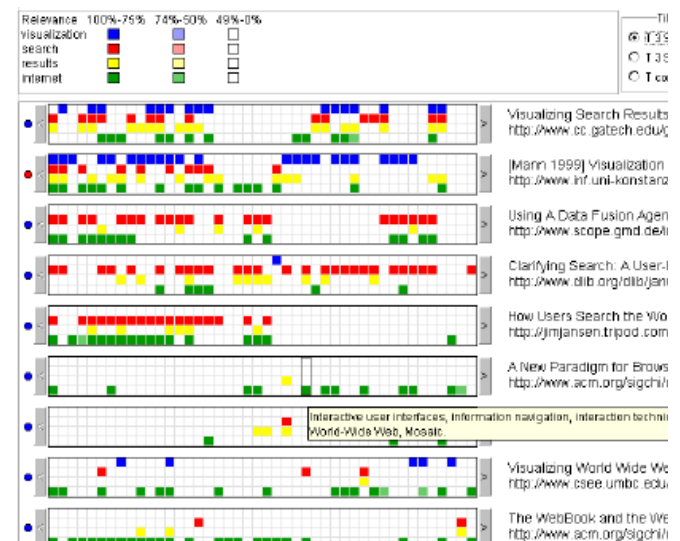 Relevance 100%-75% 74%-50% 49%-0%
visualization
search
results
internet
T 3 S
T co
Visualizing Search Results
http://www.cc.gatech.edu/g
[Mann 1999] Visualization
http://www.inf.uni-konstanz
Using A Data Fusion Agen
http://www.scope.gmd.de/i
Clarifying Search: A User-I
http://www.dlib.org/dlib/jan
How Users Search the Wo
http://jimjansen.tripod.com
A New Paradigm for Brows
http://www.acm.org/sigchi/
Interactive user interfaces, information navigation, interaction techni
World-Wide Web, Mosaic.
Visualizing World Wide We
http://www.csee.umbc.edu
The WebBook and the We
http://www.acm.org/sigchi/